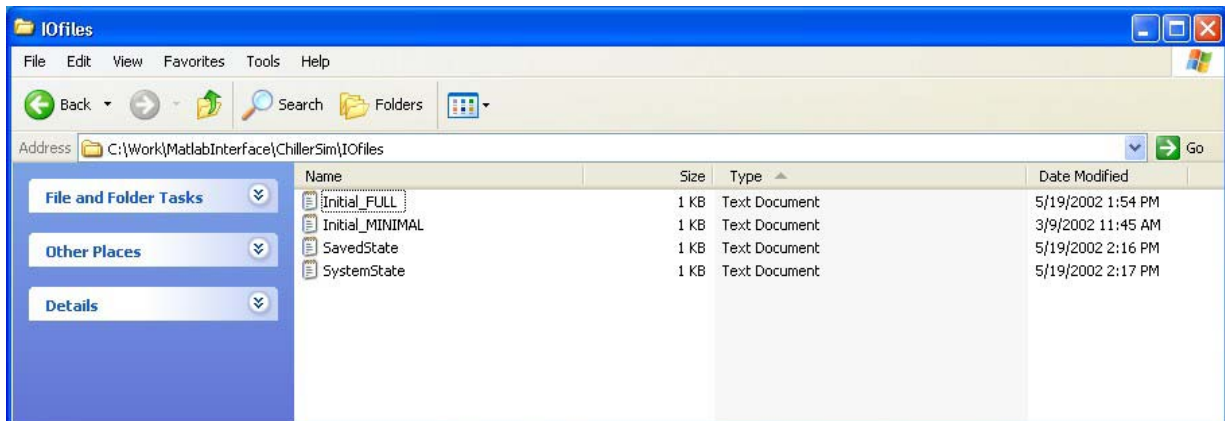 IOfiles
File Edit View Favorites Tools Help
Back Search Folders
Address C:\Work\MatlabInterface\ChillerSim\IOfiles Go
File and Folder Tasks
Other Places
Details
Name Size Type Date Modified
Initial_FULL 1 KB Text Document 5/19/2002 1:54 PM
Initial_MINIMAL 1 KB Text Document 3/9/2002 11:45 AM
SavedState 1 KB Text Document 5/19/2002 2:16 PM
SystemState 1 KB Text Document 5/19/2002 2:17 PM